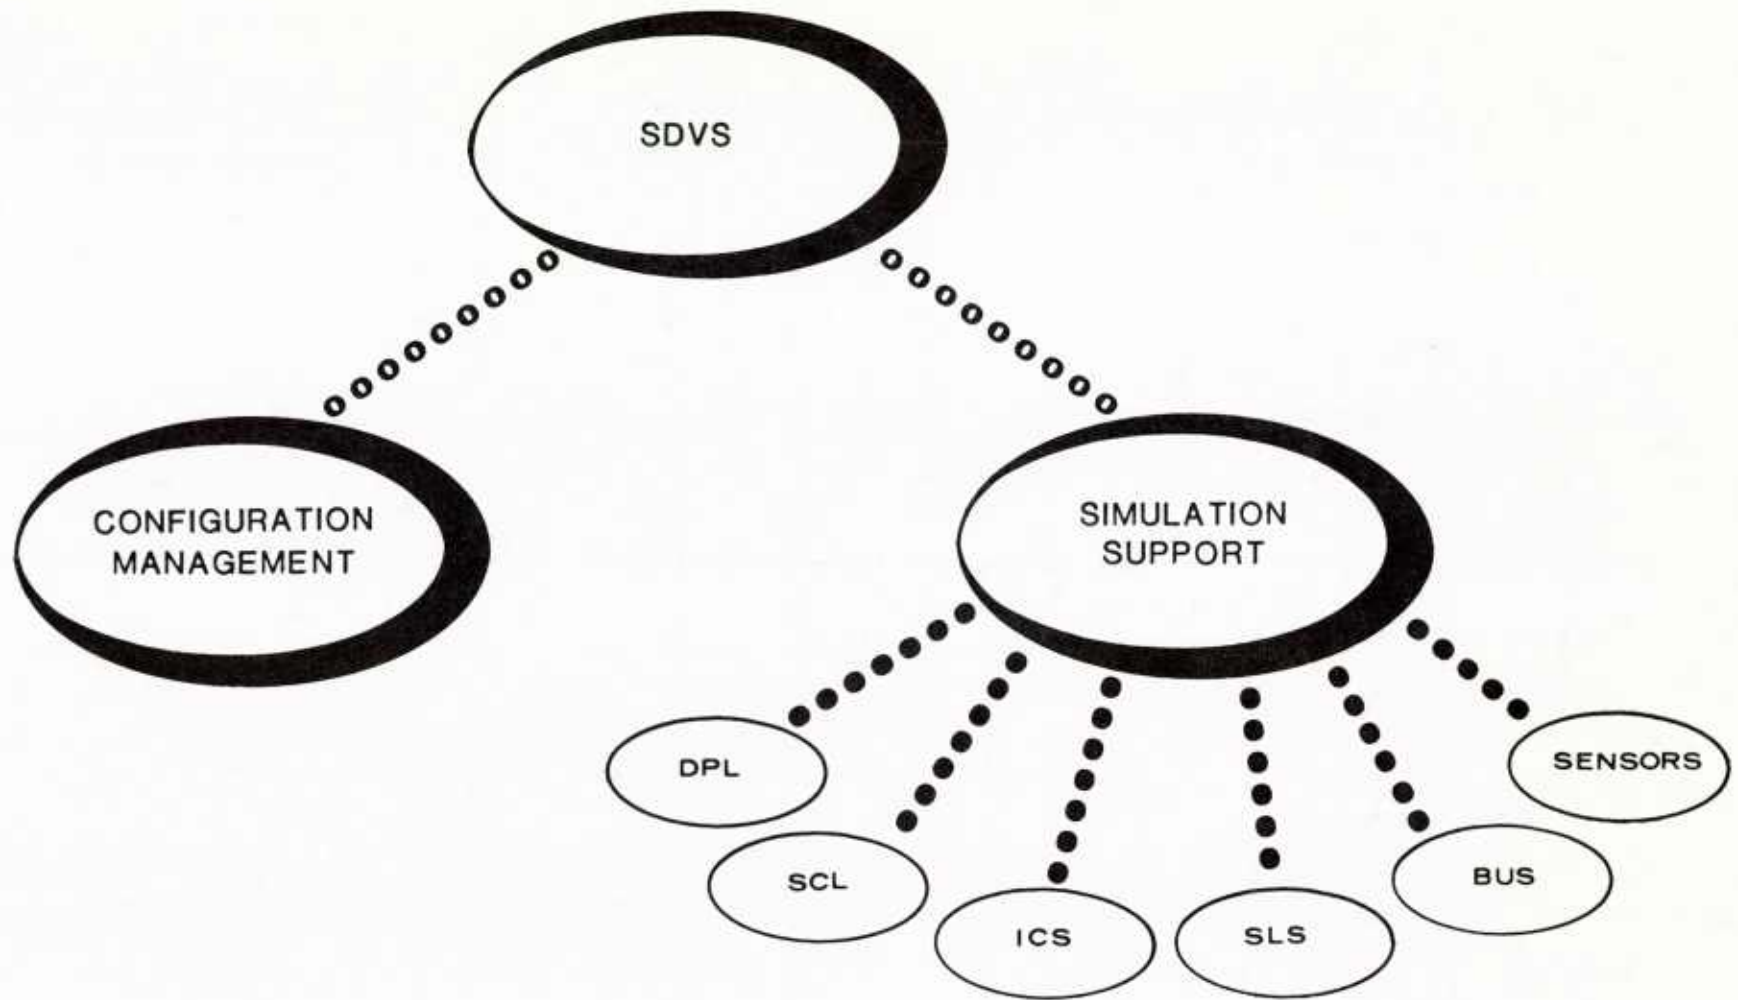 SDVS
CONFIGURATION
MANAGEMENT
SIMULATION
SUPPORT
DPL
SCL
ICS
SLS
BUS
SENSORS